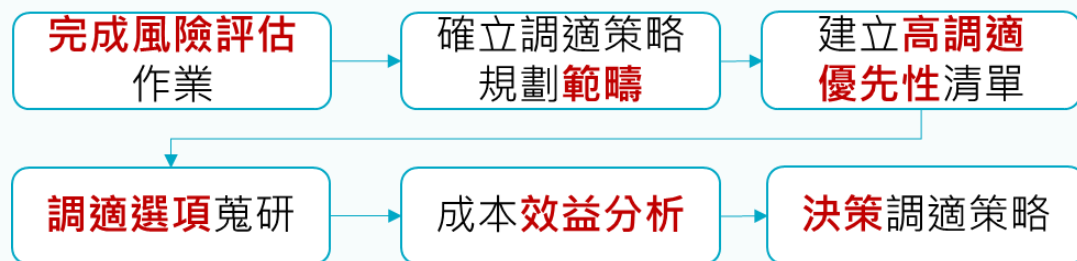 完成風險評估
作業
確立調適策略
規劃範疇
建立高調適
優先性清單
調適選項蒐研
成本效益分析
決策調適策略